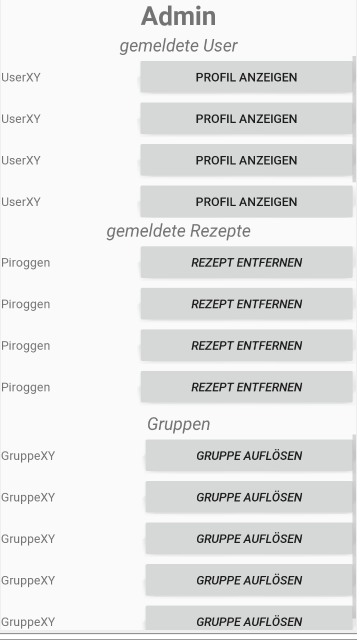 Admin
gemeldete User
UserXY PROFIL ANZEIGEN
UserXY PROFIL ANZEIGEN
UserXY PROFIL ANZEIGEN
UserXY PROFIL ANZEIGEN
gemeldete Rezepte
Piroggen REZEPT ENTFERNEN
Piroggen REZEPT ENTFERNEN
Piroggen REZEPT ENTFERNEN
Piroggen REZEPT ENTFERNEN
Gruppen
GruppeXY GRUPPE AUFLÖSEN
GruppeXY GRUPPE AUFLÖSEN
GruppeXY GRUPPE AUFLÖSEN
GruppeXY GRUPPE AUFLÖSEN
GruppeXY GRUPPE AUFLÖSEN